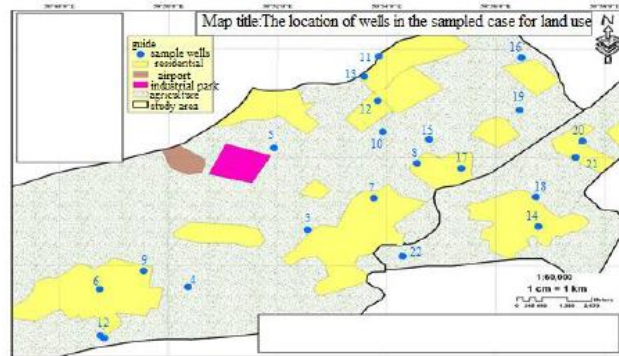 Map title:The location of wells in the sampled case for land use
guide
sample wells
residential
airport
industrial park
agriculture
study area
N
11
16
13
12
19
10
15
20
5
8
21
17
7
18
3
14
22
9
6
4
12
1:60,000
1 cm = 1 km